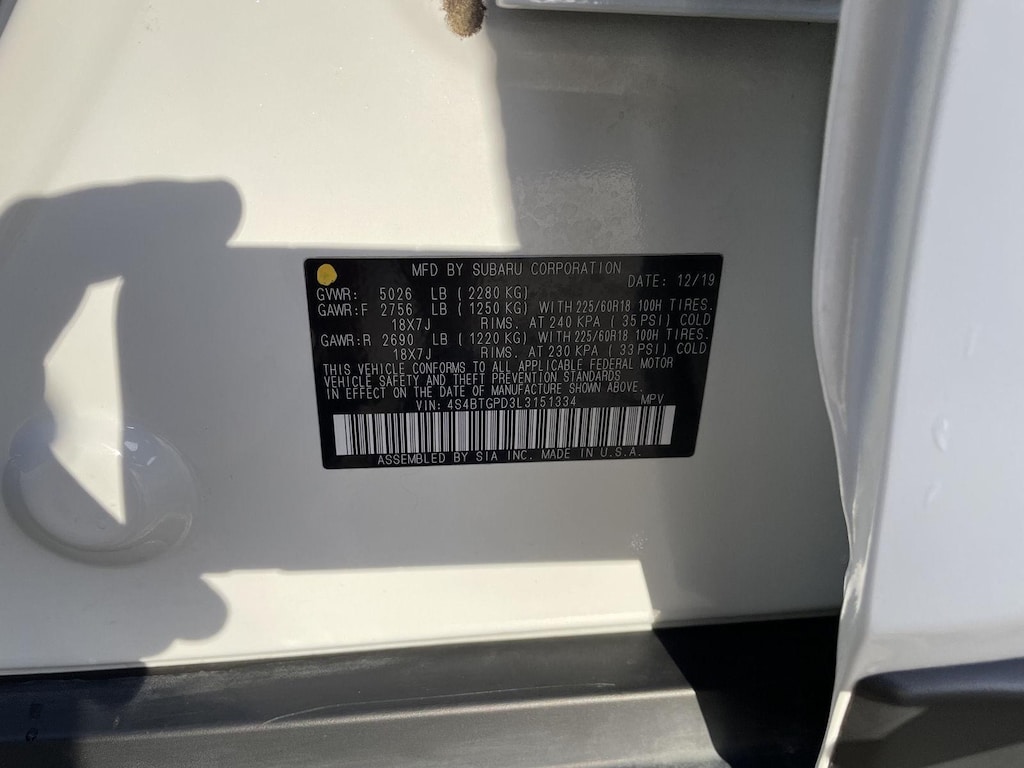 MFD BY SUBARU CORPORATION
DATE: 12/19
GVWR: 5026 LB ( 2280 KG)
GAWR:F 2756 LB ( 1250 KG) WITH 225/60R18 100H TIRES.
18X7J RIMS. AT 240 KPA ( 35 PSI) COLD
GAWR:R 2690 LB ( 1220 KG) WITH 225/60R18 100H TIRES.
18X7J RIMS. AT 230 KPA ( 33 PSI) COLD
THIS VEHICLE CONFORMS TO ALL APPLICABLE FEDERAL MOTOR
VEHICLE SAFETY AND THEFT PREVENTION STANDARDS
IN EFFECT ON THE DATE OF MANUFACTURE SHOWN ABOVE.
VIN: 4S4BTGPD3L3151334 MPV
ASSEMBLED BY SIA INC. MADE IN U.S.A.